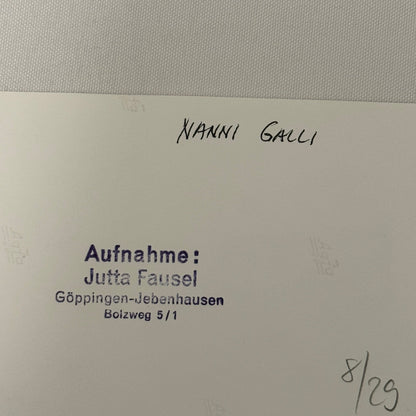 NANNI GALLI
Aufnahme:
Jutta Fausel
Göppingen-Jebenhausen
Bolzweg 5/1
8/29